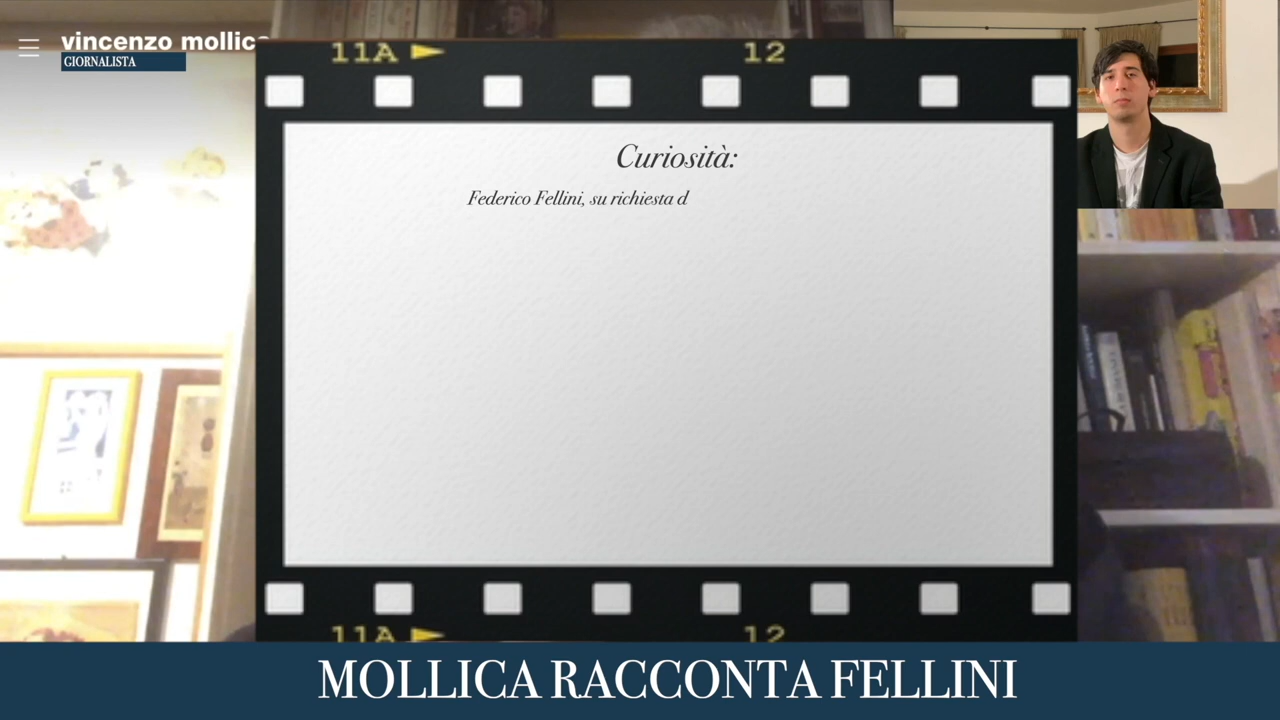 vincenzo mollica
GIORNALISTA
11A 12
Curiosità:
Federico Fellini, su richiesta d
11A 12
MOLLICA RACCONTA FELLINI